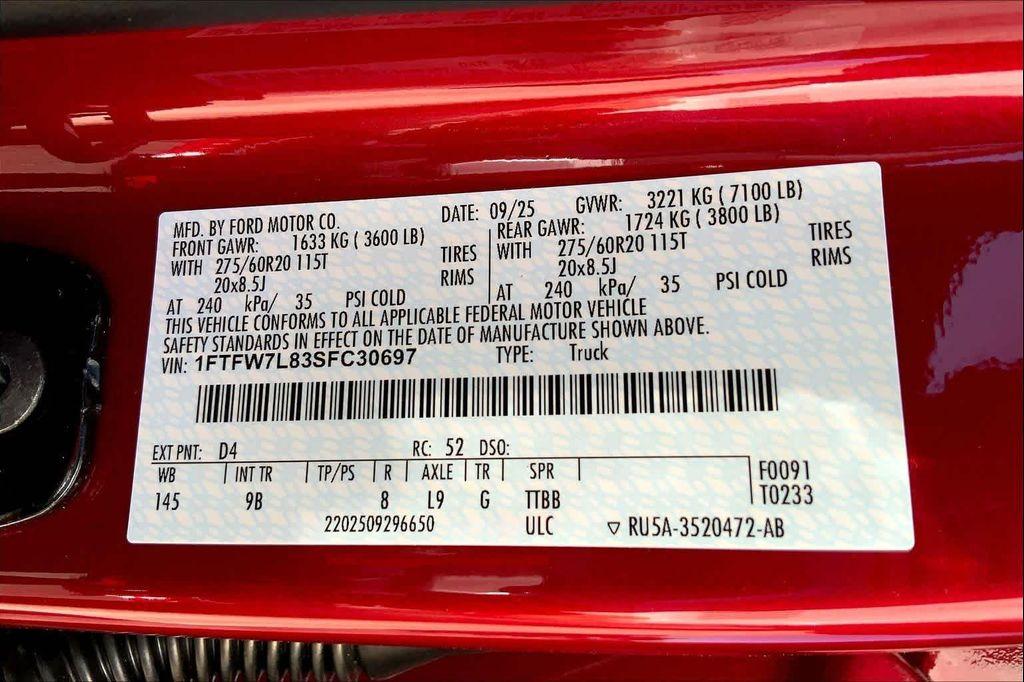 MFD. BY FORD MOTOR CO. DATE: 09/25 GVWR: 3221 KG ( 7100 LB)
FRONT GAWR: 1633 KG ( 3600 LB) REAR GAWR: 1724 KG ( 3800 LB)
WITH 275/60R20 115T TIRES WITH 275/60R20 115T TIRES
20x8.5J RIMS 20x8.5J RIMS
AT 240 kPa/ 35 PSI COLD AT 240 kPa/ 35 PSI COLD
THIS VEHICLE CONFORMS TO ALL APPLICABLE FEDERAL MOTOR VEHICLE
SAFETY STANDARDS IN EFFECT ON THE DATE OF MANUFACTURE SHOWN ABOVE.
VIN: 1FTFW7L83SFC30697 TYPE: Truck
EXT PNT: D4 RC: 52 DSO:
WB INT TR TP/PS R AXLE TR SPR F0091
145 9B 8 L9 G TTBB T0233
2202509296650 ULC ▽ RU5A-3520472-AB